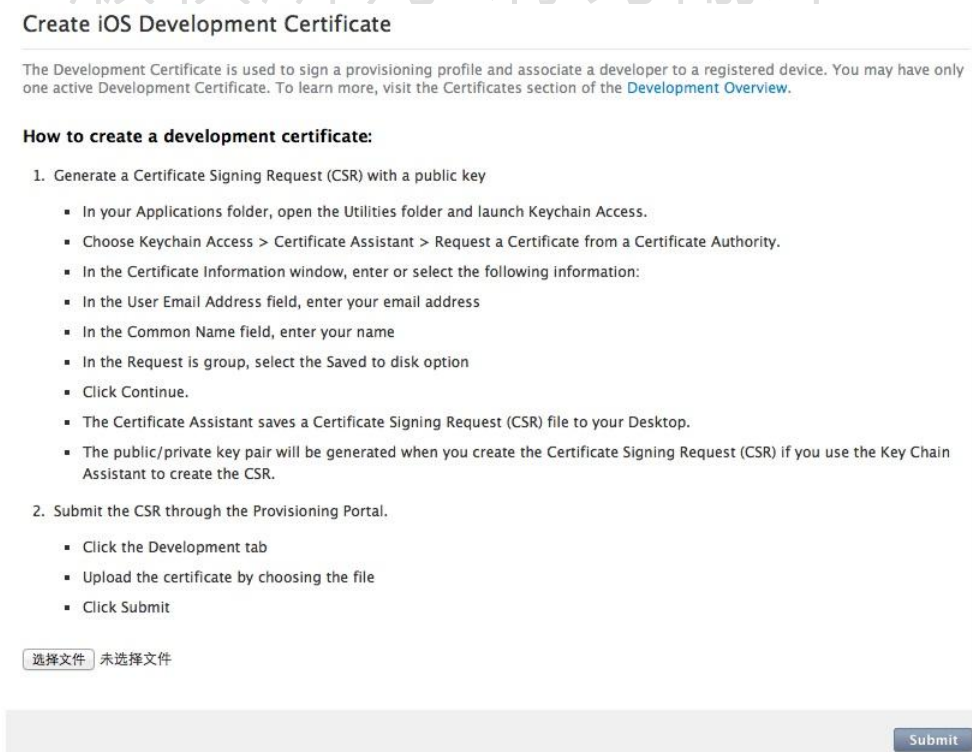 Create iOS Development Certificate
The Development Certificate is used to sign a provisioning profile and associate a developer to a registered device. You may have only
one active Development Certificate. To learn more, visit the Certificates section of the Development Overview.
How to create a development certificate:
1. Generate a Certificate Signing Request (CSR) with a public key
▪ In your Applications folder, open the Utilities folder and launch Keychain Access.
▪ Choose Keychain Access > Certificate Assistant > Request a Certificate from a Certificate Authority.
▪ In the Certificate Information window, enter or select the following information:
▪ In the User Email Address field, enter your email address
▪ In the Common Name field, enter your name
▪ In the Request is group, select the Saved to disk option
▪ Click Continue.
▪ The Certificate Assistant saves a Certificate Signing Request (CSR) file to your Desktop.
▪ The public/private key pair will be generated when you create the Certificate Signing Request (CSR) if you use the Key Chain
Assistant to create the CSR.
2. Submit the CSR through the Provisioning Portal.
▪ Click the Development tab
▪ Upload the certificate by choosing the file
▪ Click Submit
选择文件 未选择文件
Submit